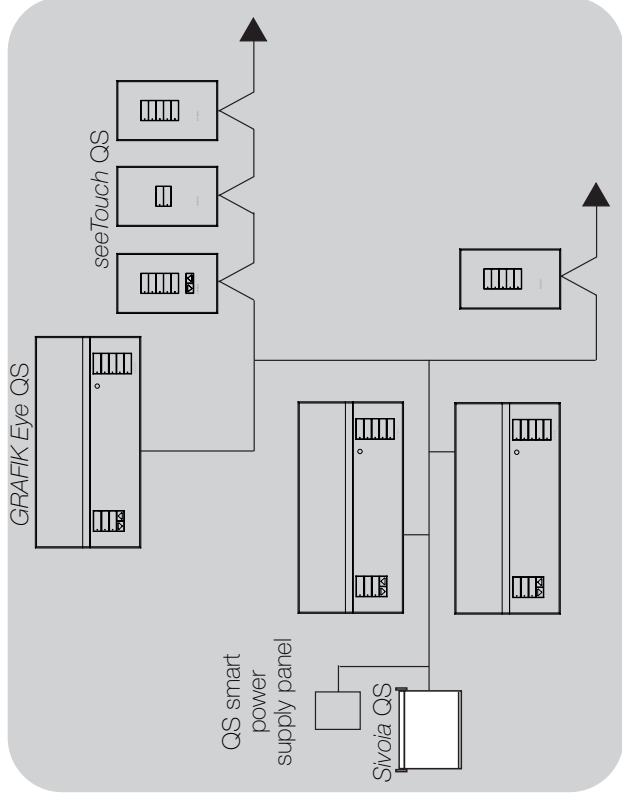 GRAFIK Eye QS
seeTouch QS
QS smart
power
supply panel
Sivoia QS